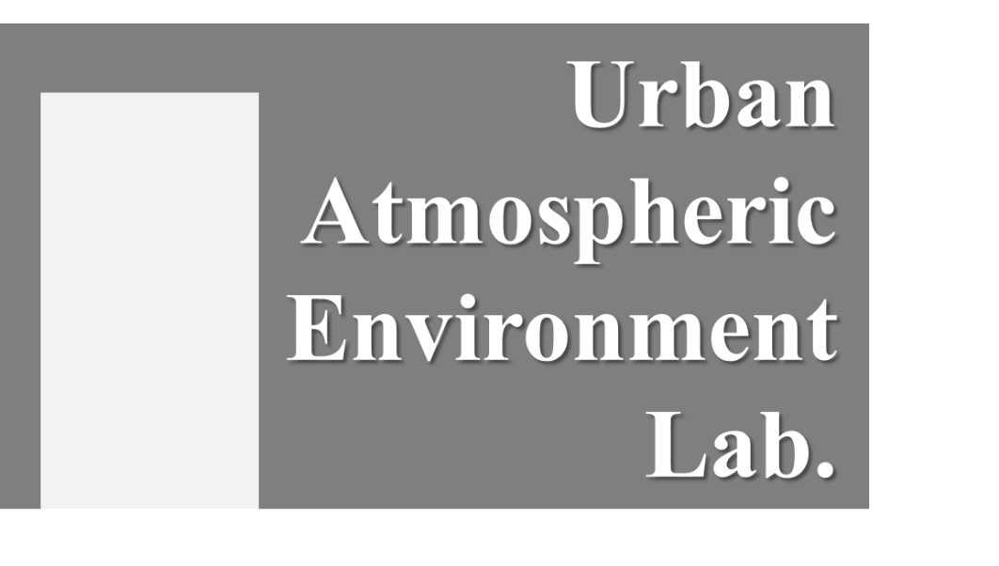 Urban
Atmospheric
Environment
Lab.